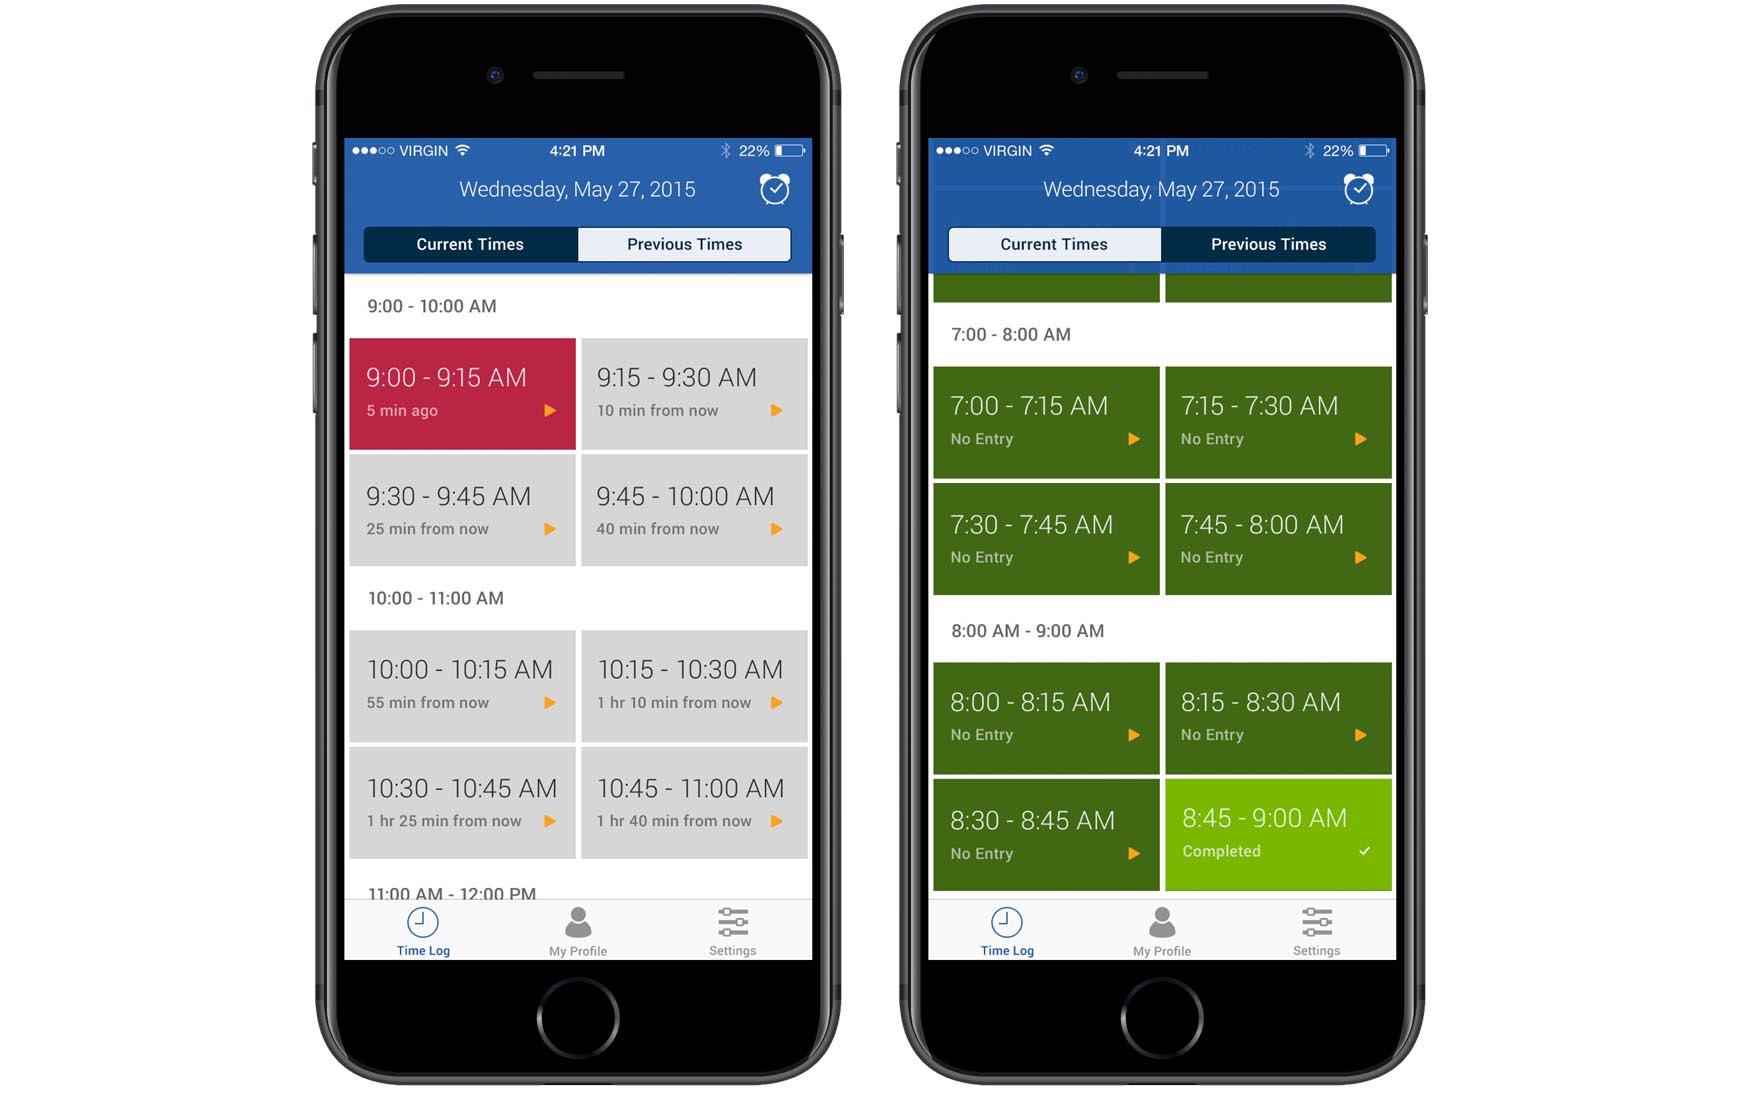 VIRGIN 4:21 PM 22%
Wednesday, May 27, 2015
Current Times Previous Times
9:00 - 10:00 AM
9:00 - 9:15 AM 9:15 - 9:30 AM
5 min ago 10 min from now
9:30 - 9:45 AM 9:45 - 10:00 AM
25 min from now 40 min from now
10:00 - 11:00 AM
10:00 - 10:15 AM 10:15 - 10:30 AM
55 min from now 1 hr 10 min from now
10:30 - 10:45 AM 10:45 - 11:00 AM
1 hr 25 min from now 1 hr 40 min from now
11:00 AM - 12:00 PM
Time Log My Profile Settings
VIRGIN 4:21 PM 22%
Wednesday, May 27, 2015
Current Times Previous Times
7:00 - 8:00 AM
7:00 - 7:15 AM 7:15 - 7:30 AM
No Entry No Entry
7:30 - 7:45 AM 7:45 - 8:00 AM
No Entry No Entry
8:00 AM - 9:00 AM
8:00 - 8:15 AM 8:15 - 8:30 AM
No Entry No Entry
8:30 - 8:45 AM 8:45 - 9:00 AM
No Entry Completed
Time Log My Profile Settings